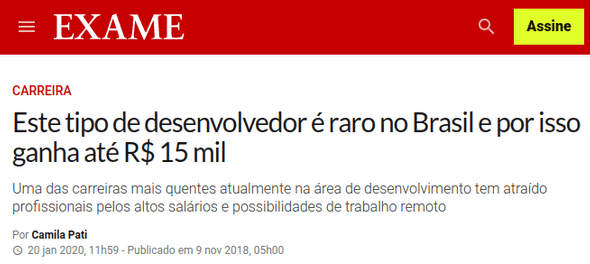 EXAME
Assine
CARREIRA
Este tipo de desenvolvedor é raro no Brasil e por isso
ganha até R$ 15 mil
Uma das carreiras mais quentes atualmente na área de desenvolvimento tem atraído
profissionais pelos altos salários e possibilidades de trabalho remoto
Por Camila Pati
20 jan 2020, 11h59 - Publicado em 9 nov 2018, 05h00